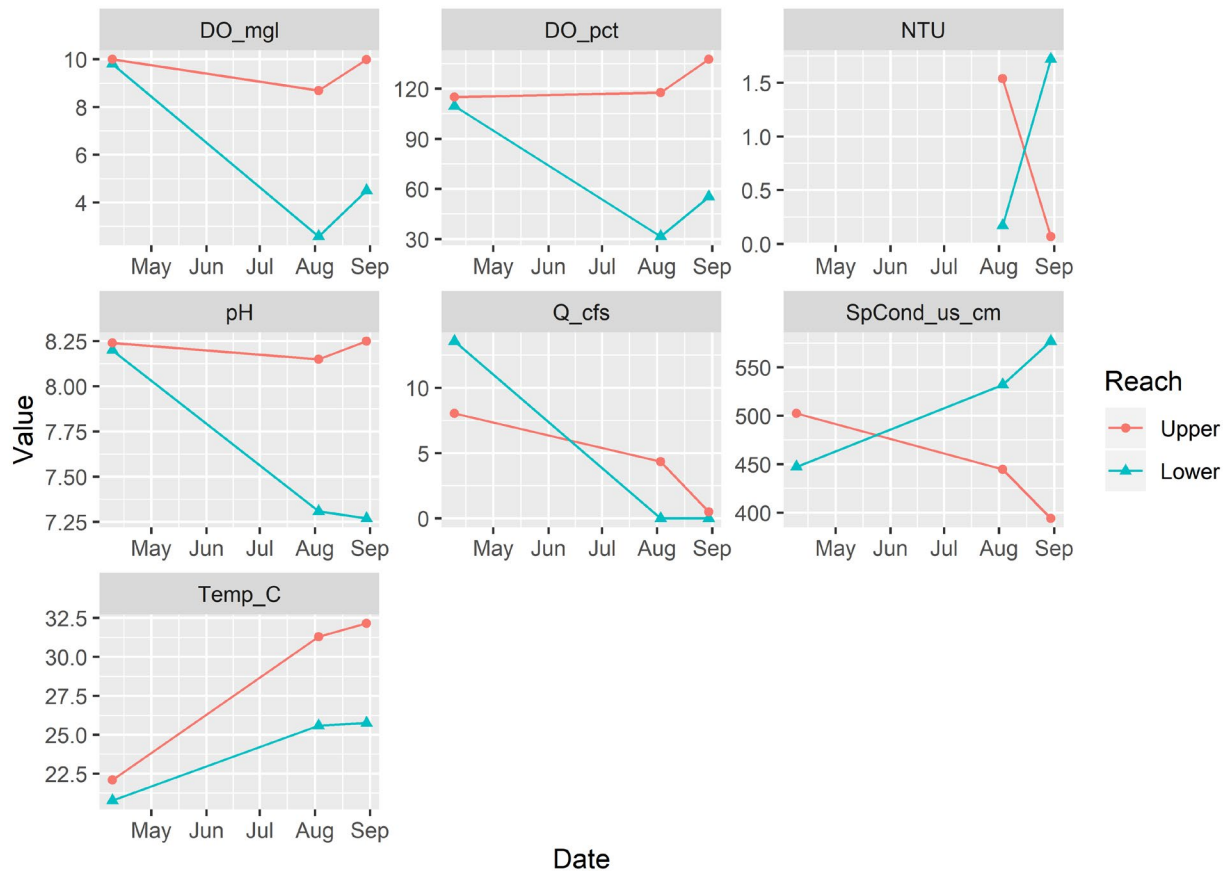 DO_mgl
DO_pct
NTU
10
8
6
4
May Jun Jul Aug Sep
120
90
60
30
May Jun Jul Aug Sep
1.5
1.0
0.5
0.0
May Jun Jul Aug Sep
pH
Q_cfs
SpCond_us_cm
8.25
8.00
7.75
7.50
7.25
May Jun Jul Aug Sep
10
5
0
May Jun Jul Aug Sep
550
500
450
400
May Jun Jul Aug Sep
Temp_C
32.5
30.0
27.5
25.0
22.5
May Jun Jul Aug Sep
Value
Date
Reach
Upper
Lower